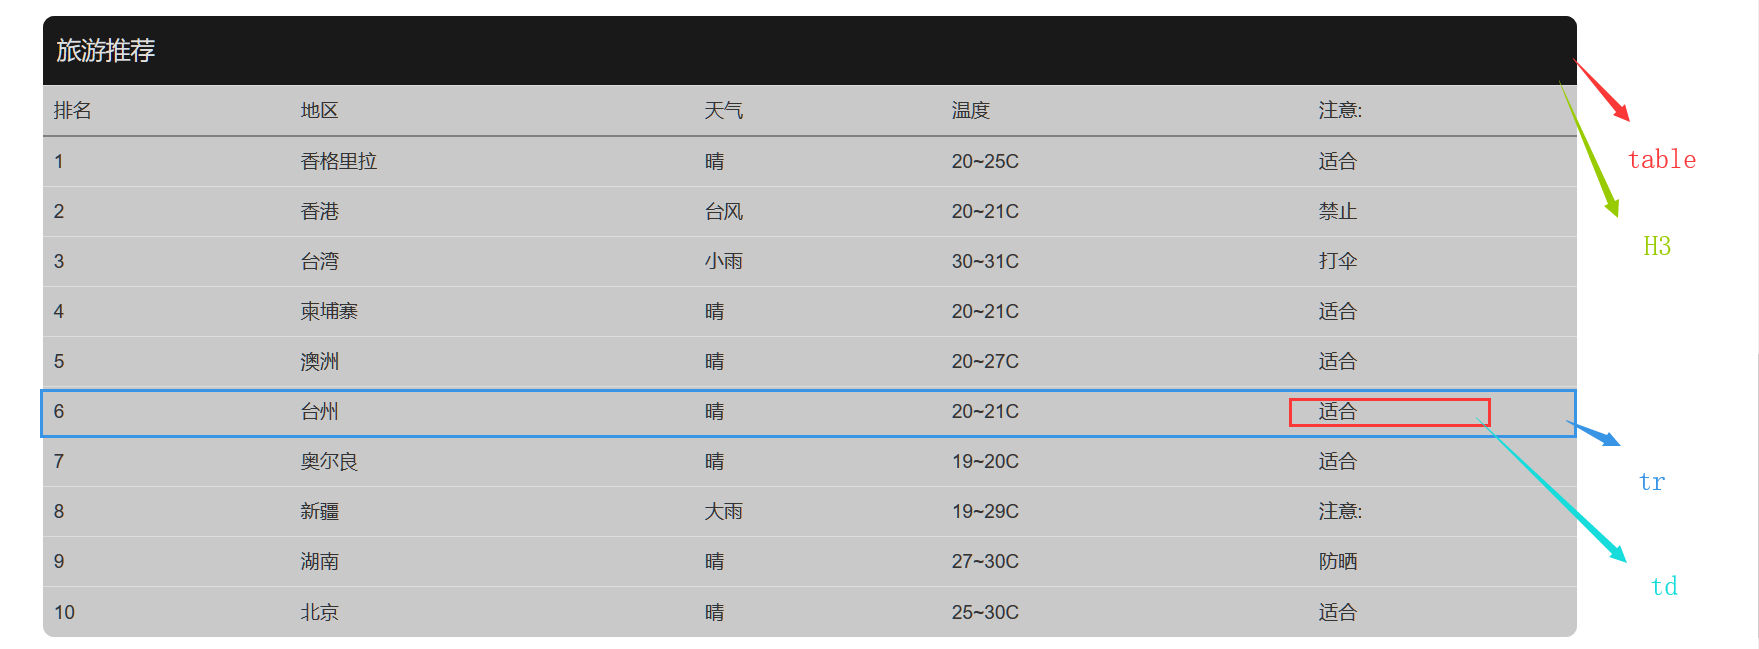 旅游推荐
排名 地区 天气 温度 注意:
1 香格里拉 晴 20~25C 适合
2 香港 台风 20~21C 禁止
3 台湾 小雨 30~31C 打伞
4 柬埔寨 晴 20~21C 适合
5 澳洲 晴 20~27C 适合
6 台州 晴 20~21C 适合
7 奥尔良 晴 19~20C 适合
8 新疆 大雨 19~29C 注意:
9 湖南 晴 27~30C 防晒
10 北京 晴 25~30C 适合
table
H3
tr
td